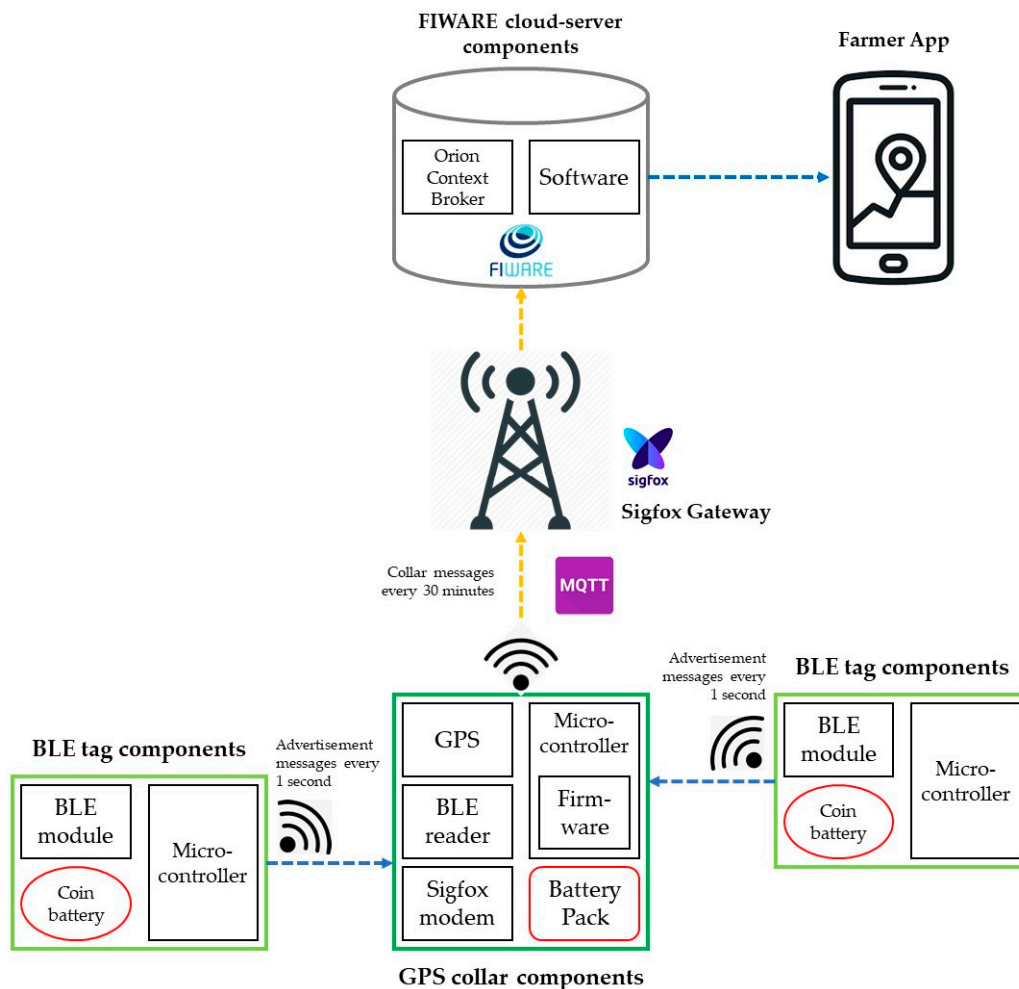 FIWARE cloud-server
components
Farmer App
Orion
Context
Broker
Software
FIWARE
sigfox
Sigfox Gateway
Collar messages
every 30 minutes
MQTT
Advertisement
messages every
1 second
BLE tag components
BLE
module
Coin
battery
Micro-
controller
BLE tag components
Advertisement
messages every
1 second
BLE
module
Coin
battery
Micro-
controller
GPS
BLE
reader
Sigfox
modem
Micro-
controller
Firm-
ware
Battery
Pack
GPS collar components